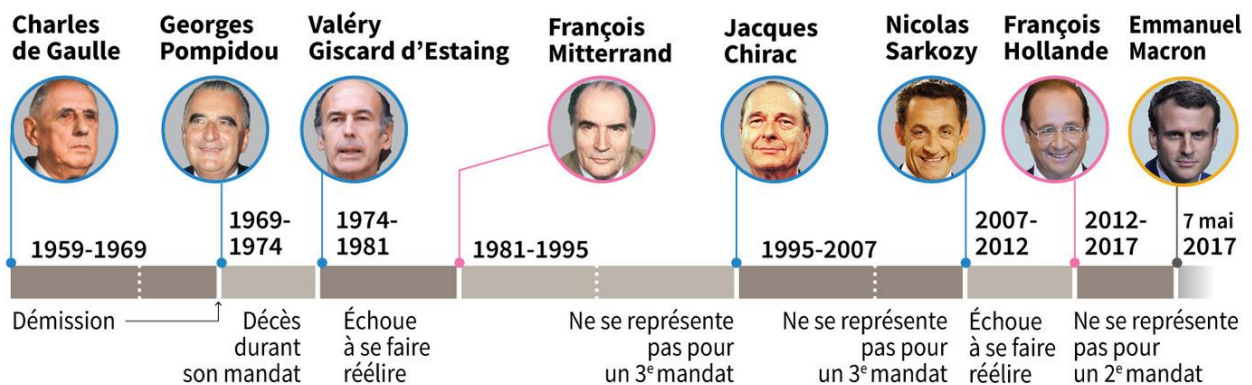 Charles
de Gaulle
Georges
Pompidou
Valéry
Giscard d’Estaing
François
Mitterrand
Jacques
Chirac
Nicolas
Sarkozy
François
Hollande
Emmanuel
Macron
1959-1969
1969-
1974
1974-
1981
1981-1995
1995-2007
2007-
2012
2012-
2017
7 mai
2017
Démission
Décès
durant
son mandat
Échoue
à se faire
réélire
Ne se représente
pas pour
un 3e mandat
Ne se représente
pas pour
un 3e mandat
Échoue
à se faire
réélire
Ne se représente
pas pour
un 2e mandat